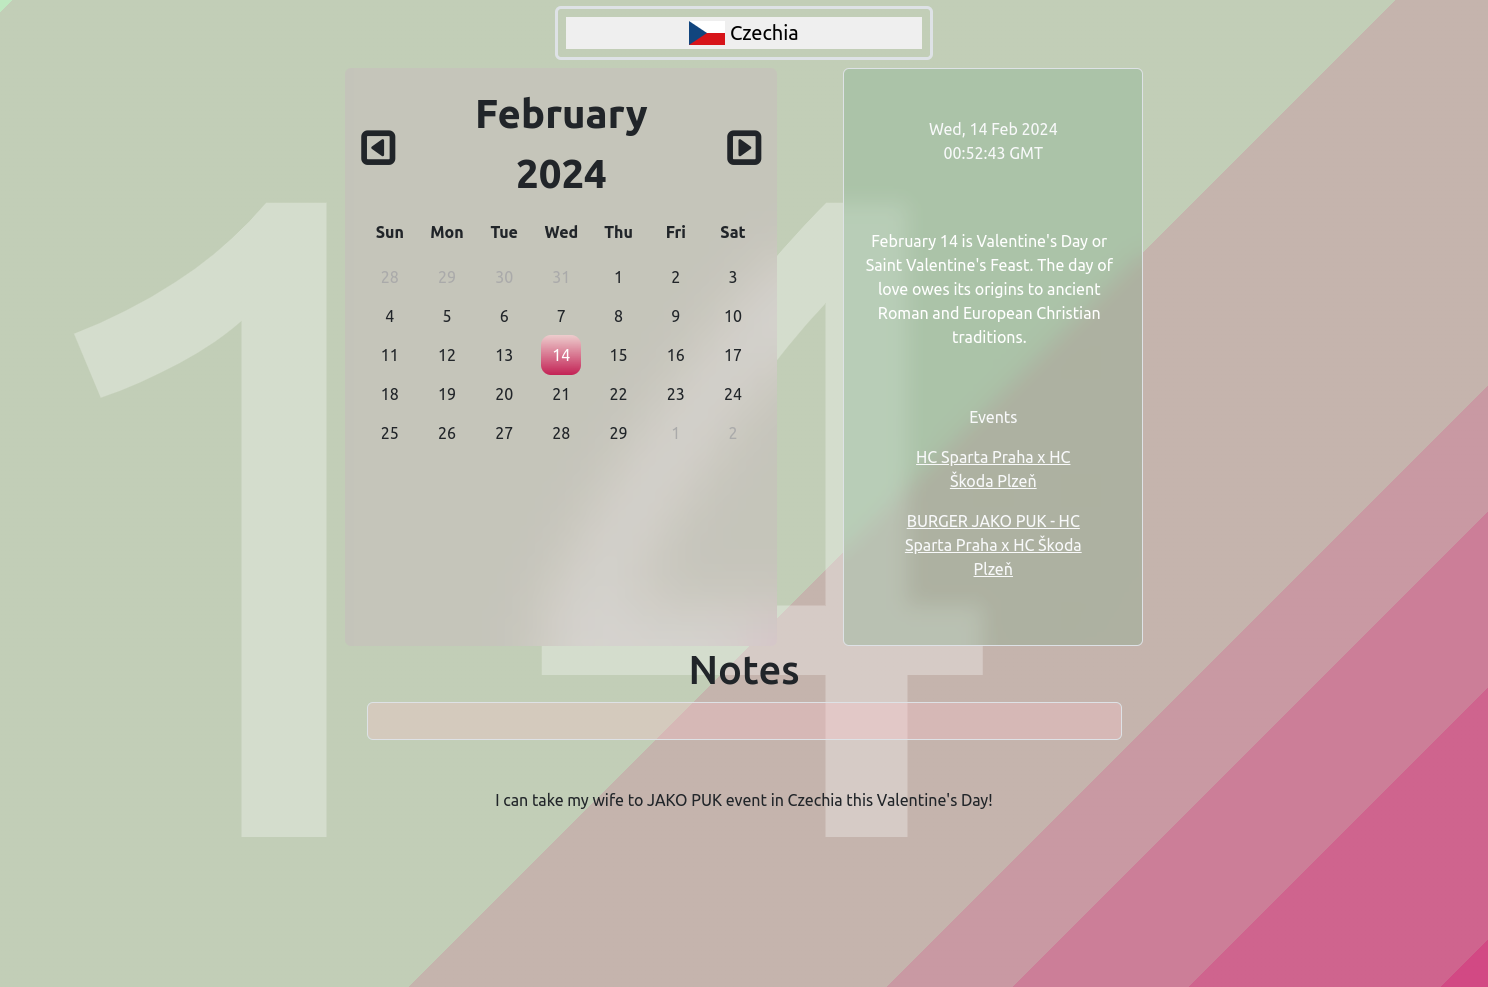 Czechia
February
2024
Sun Mon Tue Wed Thu Fri Sat
28 29 30 31 1 2 3
4 5 6 7 8 9 10
11 12 13 14 15 16 17
18 19 20 21 22 23 24
25 26 27 28 29 1 2
Wed, 14 Feb 2024
00:52:43 GMT
February 14 is Valentine's Day or
Saint Valentine's Feast. The day of
love owes its origins to ancient
Roman and European Christian
traditions.
Events
HC Sparta Praha x HC
Škoda Plzeň
BURGER JAKO PUK - HC
Sparta Praha x HC Škoda
Plzeň
14
Notes
I can take my wife to JAKO PUK event in Czechia this Valentine's Day!